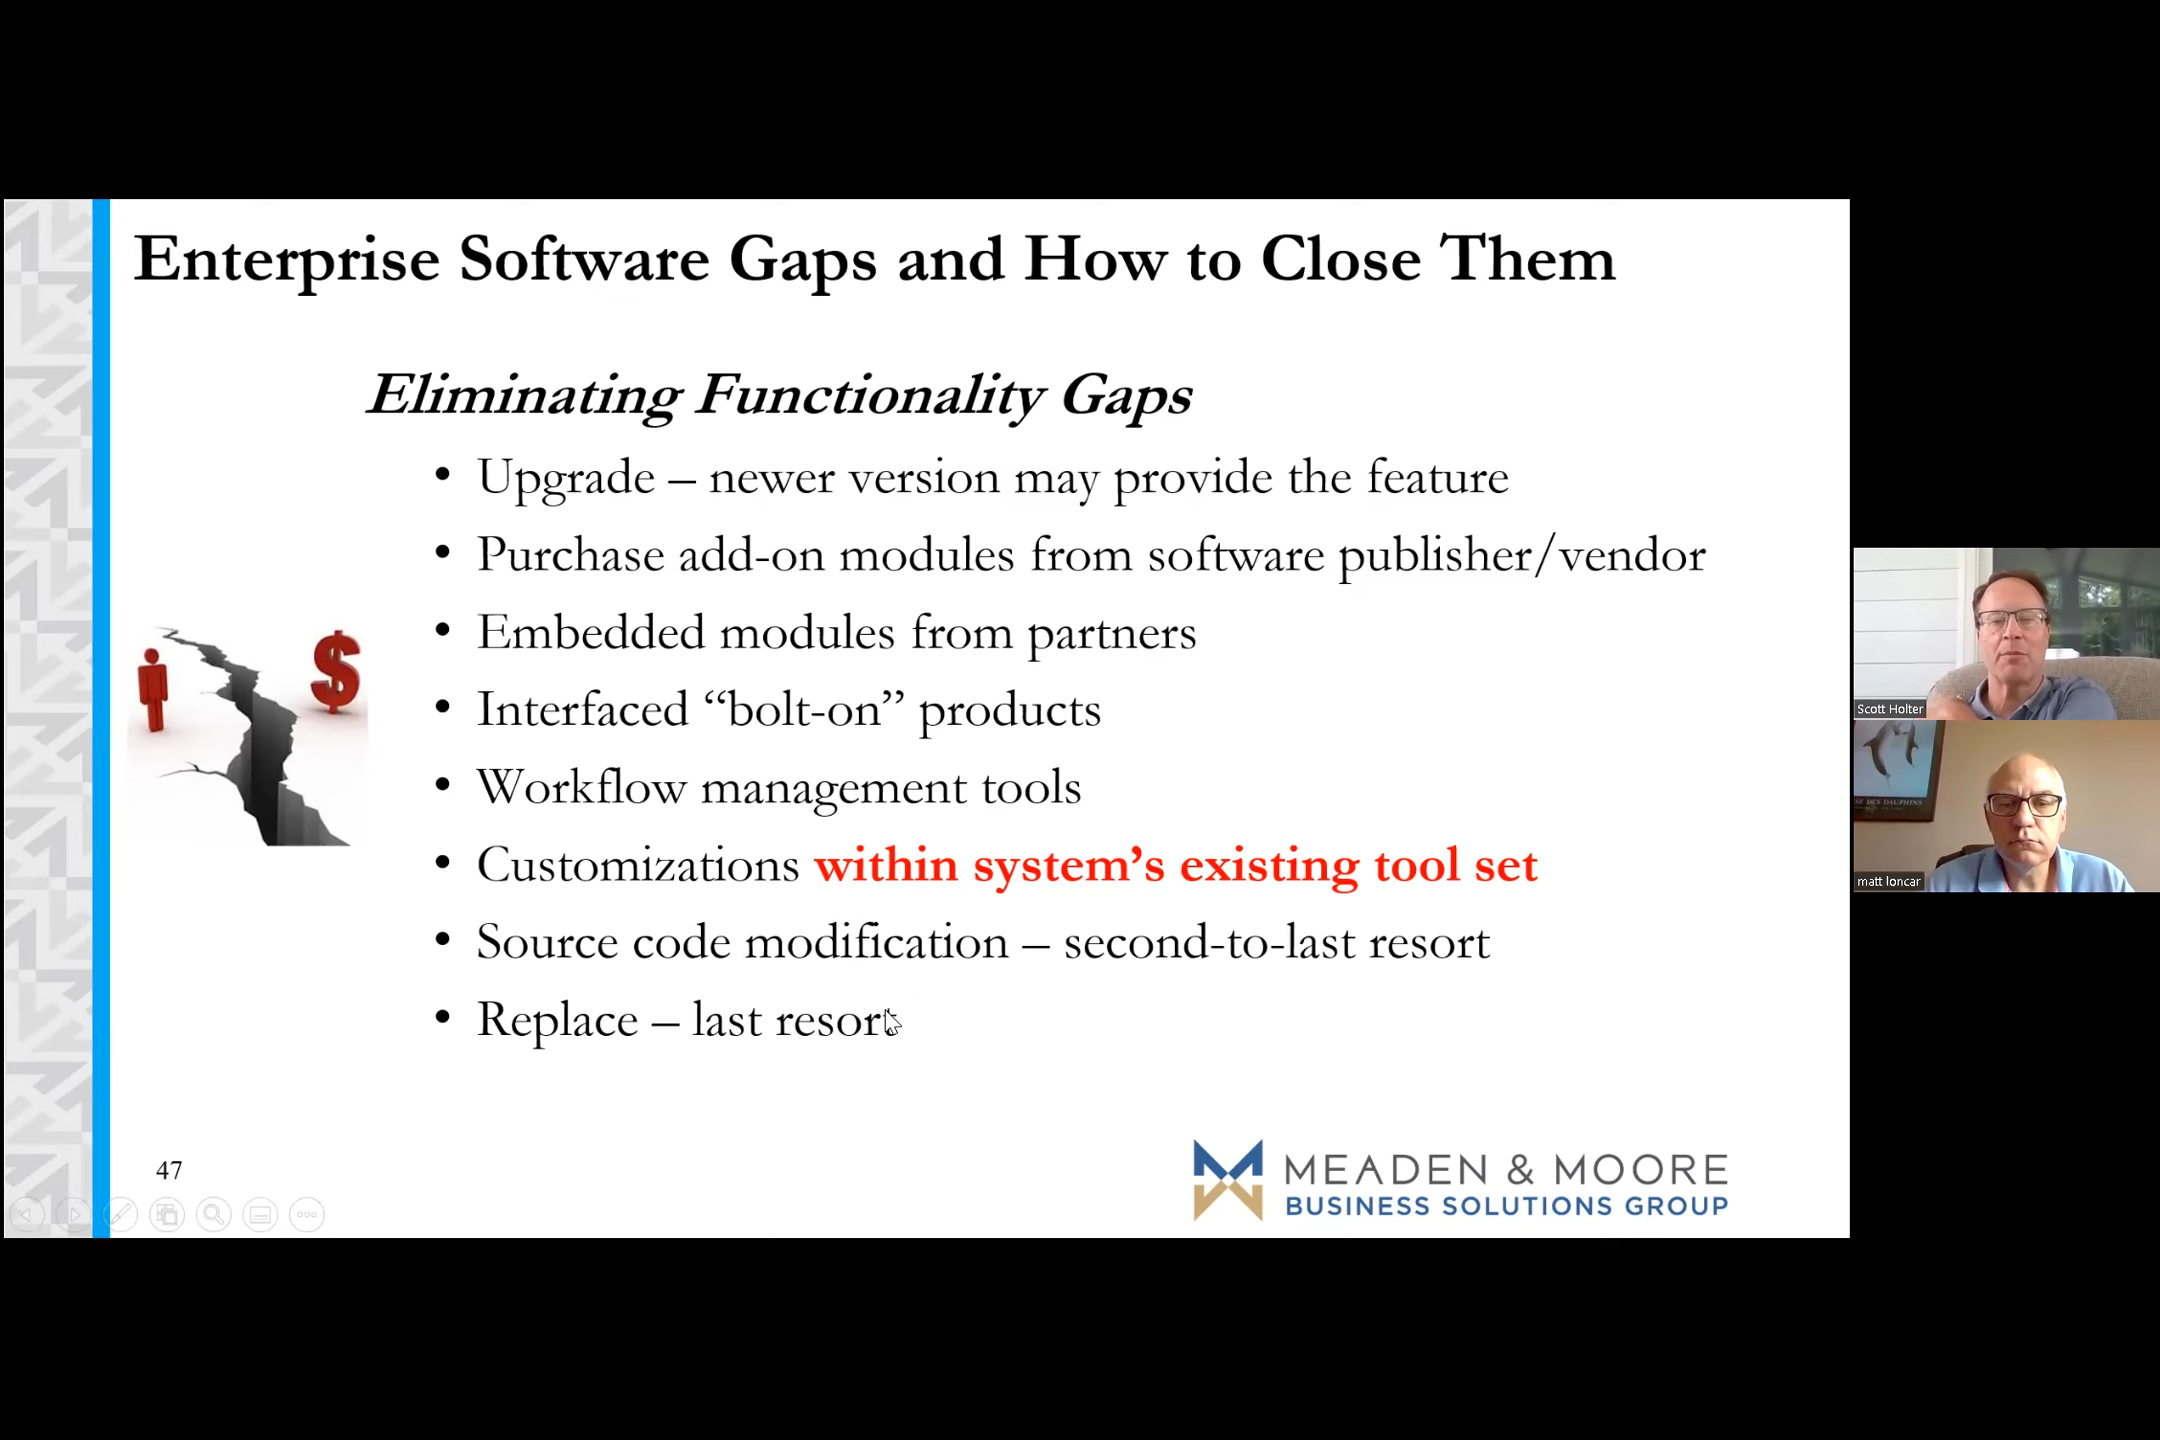 Enterprise Software Gaps and How to Close Them
Eliminating Functionality Gaps
• Upgrade – newer version may provide the feature
• Purchase add-on modules from software publisher/vendor
• Embedded modules from partners
• Interfaced “bolt-on” products
• Workflow management tools
• Customizations within system’s existing tool set
• Source code modification – second-to-last resort
• Replace – last resort
$
47
MEADEN & MOORE
BUSINESS SOLUTIONS GROUP
Scott Holter
DES DAUPHINS
matt loncar